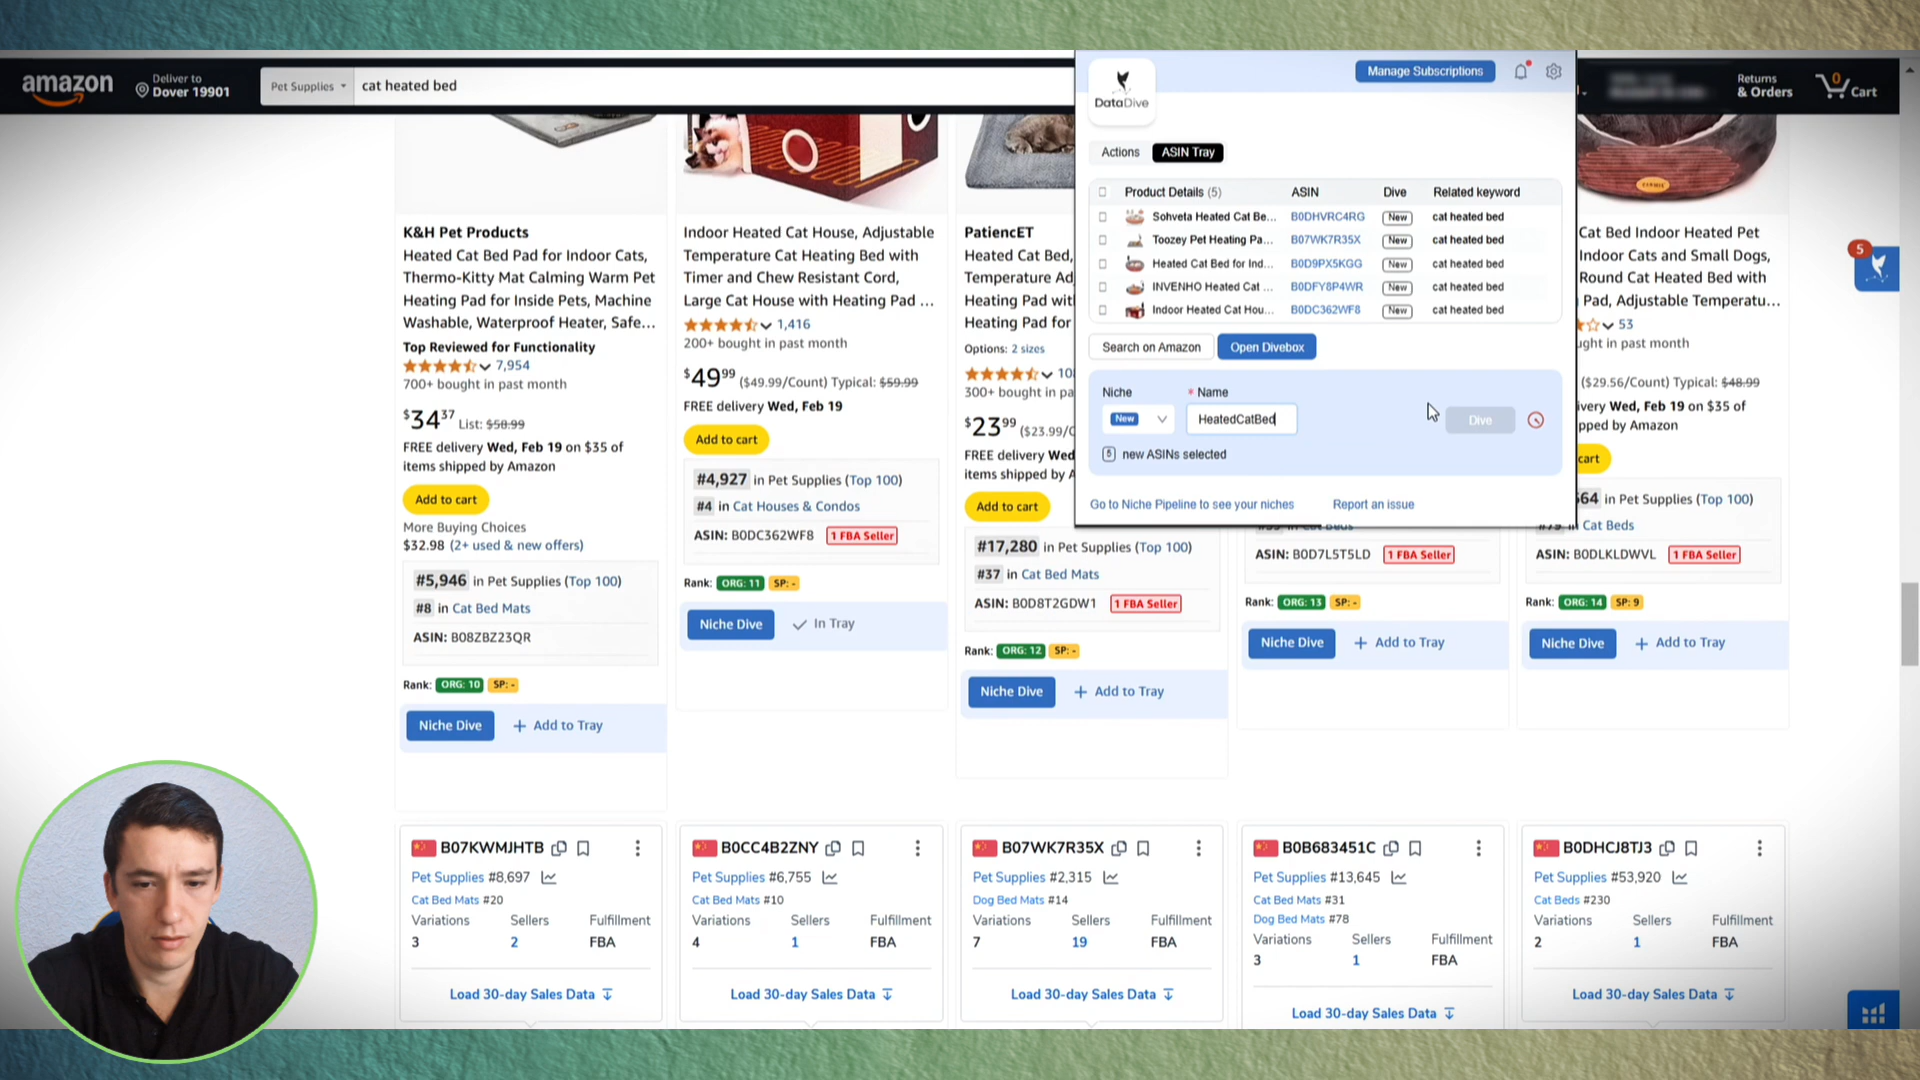 amazon
Deliver to
Dover 19901
Pet Supplies
cat heated bed
Returns
& Orders
0
Cart
DataDive
Manage Subscriptions
Actions
ASIN Tray
Product Details (5)
ASIN
Dive
Related keyword
Sohveta Heated Cat Be...
B0DHVRC4RG
New
cat heated bed
Toozey Pet Heating Pa...
B07WK7R35X
New
cat heated bed
Heated Cat Bed for Ind...
B0D9PX5KGG
New
cat heated bed
INVENHO Heated Cat ...
B0DFY8P4WR
New
cat heated bed
Indoor Heated Cat Hou...
B0DC362WF8
New
cat heated bed
Search on Amazon
Open Divebox
Niche
* Name
New
HeatedCatBed
Dive
5 new ASINs selected
Go to Niche Pipeline to see your niches
Report an issue
5
K&H Pet Products
Heated Cat Bed Pad for Indoor Cats,
Thermo-Kitty Mat Calming Warm Pet
Heating Pad for Inside Pets, Machine
Washable, Waterproof Heater, Safe...
Top Reviewed for Functionality
7,954
700+ bought in past month
$34 37 List: $58.99
FREE delivery Wed, Feb 19 on $35 of
items shipped by Amazon
Add to cart
More Buying Choices
$32.98 (2+ used & new offers)
#5,946 in Pet Supplies (Top 100)
#8 in Cat Bed Mats
ASIN: B08ZBZ23QR
Rank: ORG: 10 SP: -
Niche Dive
+ Add to Tray
Indoor Heated Cat House, Adjustable
Temperature Cat Heating Bed with
Timer and Chew Resistant Cord,
Large Cat House with Heating Pad ...
1,416
200+ bought in past month
$49 99 ($49.99/Count) Typical: $59.99
FREE delivery Wed, Feb 19
Add to cart
#4,927 in Pet Supplies (Top 100)
#4 in Cat Houses & Condos
ASIN: B0DC362WF8 1 FBA Seller
Rank: ORG: 11 SP: -
Niche Dive
In Tray
PatiencET
Heated Cat Bed,
Temperature Ad
Heating Pad wit
Heating Pad for
Options: 2 sizes
10
300+ bought in pa
$23 99 ($23.99/C
FREE delivery Wed
items shipped by A
Add to cart
#17,280 in Pet Supplies (Top 100)
#37 in Cat Bed Mats
ASIN: B0D8T2GDW1 1 FBA Seller
Rank: ORG: 12 SP: -
Niche Dive
+ Add to Tray
ASIN: B0D7L5T5LD 1 FBA Seller
Rank: ORG: 13 SP: -
Niche Dive
+ Add to Tray
Cat Bed Indoor Heated Pet
Indoor Cats and Small Dogs,
Round Cat Heated Bed with
Pad, Adjustable Temperatu...
53
ught in past month
($29.56/Count) Typical: $48.99
ivery Wed, Feb 19 on $35 of
pped by Amazon
cart
64 in Pet Supplies (Top 100)
in Cat Beds
ASIN: B0DLKLDWVL 1 FBA Seller
Rank: ORG: 14 SP: 9
Niche Dive
+ Add to Tray
B07KWMJHTB
Pet Supplies #8,697
Cat Bed Mats #20
Variations Sellers Fulfillment
3 2 FBA
Load 30-day Sales Data
B0CC4B2ZNY
Pet Supplies #6,755
Cat Bed Mats #10
Variations Sellers Fulfillment
4 1 FBA
Load 30-day Sales Data
B07WK7R35X
Pet Supplies #2,315
Dog Bed Mats #14
Variations Sellers Fulfillment
7 19 FBA
Load 30-day Sales Data
B0B683451C
Pet Supplies #13,645
Cat Bed Mats #31
Dog Bed Mats #78
Variations Sellers Fulfillment
3 1 FBA
Load 30-day Sales Data
B0DHCJ8TJ3
Pet Supplies #53,920
Cat Beds #230
Variations Sellers Fulfillment
2 1 FBA
Load 30-day Sales Data